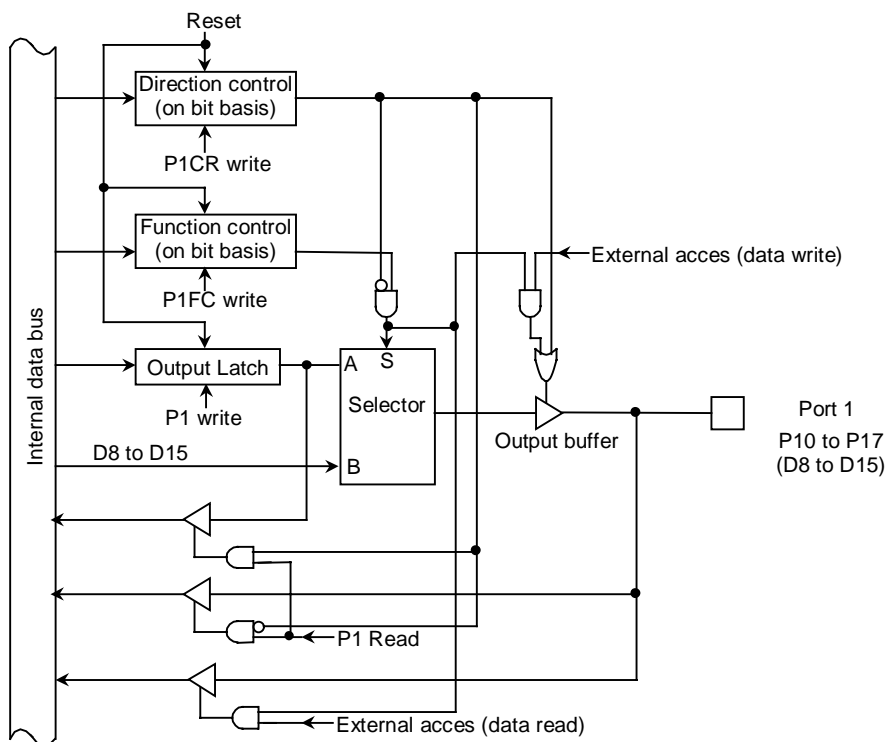 Reset
Direction control
(on bit basis)
P1CR write
Function control
(on bit basis)
External acces (data write)
P1FC write
Internal data bus
Output Latch
A
S
Selector
P1 write
Output buffer
Port 1
P10 to P17
(D8 to D15)
D8 to D15
B
P1 Read
External acces (data read)